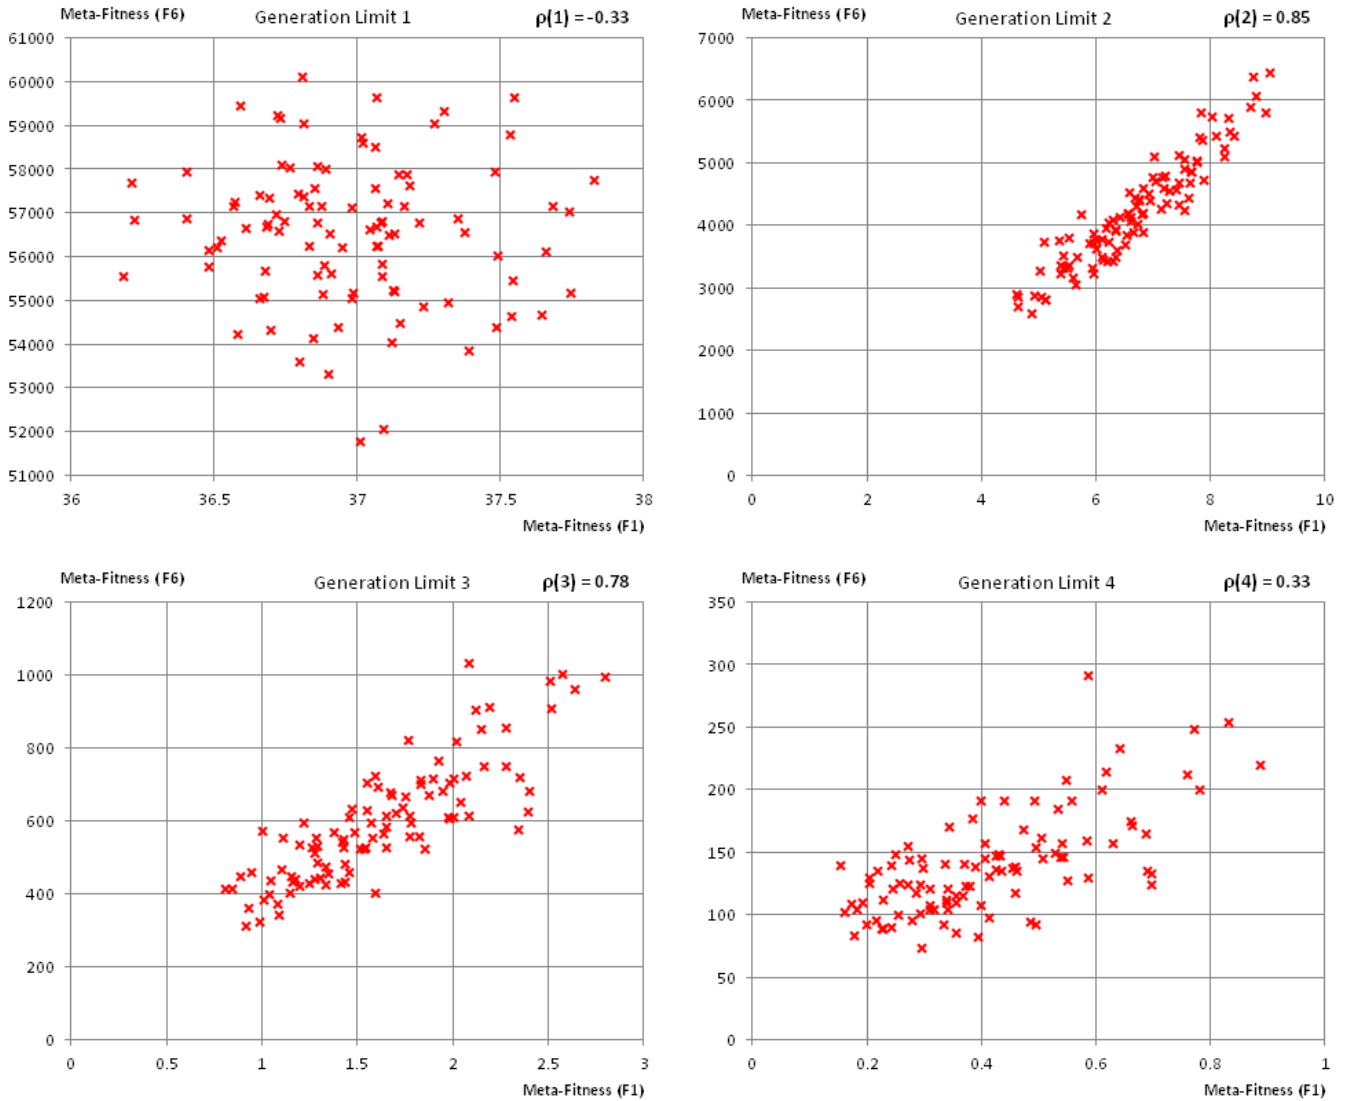 Meta-Fitness (F6) Generation Limit 1 ρ(1) = -0.33
61000
60000
59000
58000
57000
56000
55000
54000
53000
52000
51000
36 36.5 37 37.5 38
Meta-Fitness (F1)
Meta-Fitness (F6) Generation Limit 2 ρ(2) = 0.85
7000
6000
5000
4000
3000
2000
1000
0
0 2 4 6 8 10
Meta-Fitness (F1)
Meta-Fitness (F6) Generation Limit 3 ρ(3) = 0.78
1200
1000
800
600
400
200
0
0 0.5 1 1.5 2 2.5 3
Meta-Fitness (F1)
Meta-Fitness (F6) Generation Limit 4 ρ(4) = 0.33
350
300
250
200
150
100
50
0
0 0.2 0.4 0.6 0.8 1
Meta-Fitness (F1)